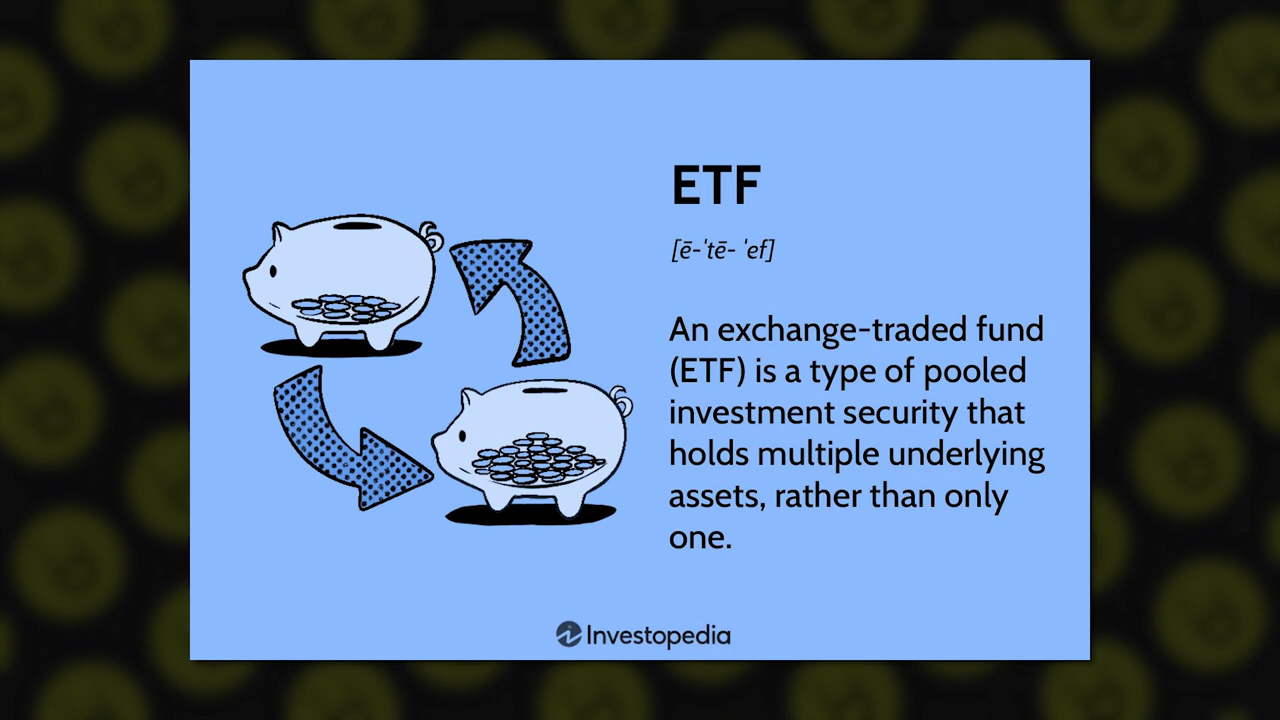 ETF
[ē-ˈtē- ˈef]
An exchange-traded fund
(ETF) is a type of pooled
investment security that
holds multiple underlying
assets, rather than only
one.
Investopedia